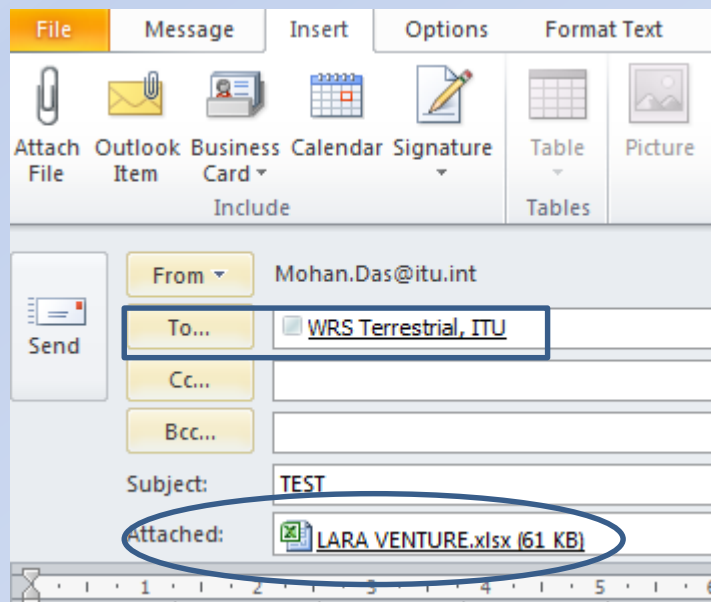 File Message Insert Options Format Text
Attach Outlook Business Calendar Signature Table Picture
File Item Card
Include Tables
From Mohan.Das@itu.int
To... WRS Terrestrial, ITU
Send
Cc...
Bcc...
Subject: TEST
Attached: LARA VENTURE.xlsx (61 KB)
1 2 3 4 5 6